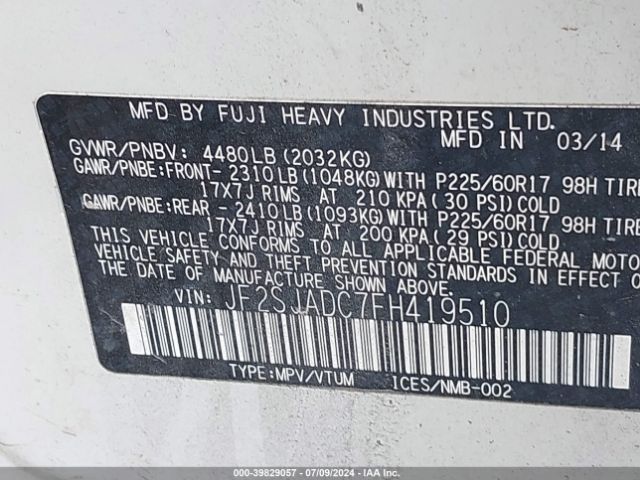 MFD BY FUJI HEAVY INDUSTRIES LTD.
MFD IN 03/14
GVWR/PNBV: 4480LB(2032KG)
GAWR/PNBE:FRONT- 2310LB(1048KG)WITH P225/60R17 98H TIRE
17X7J RIMS AT 210 KPA( 30 PSI)COLD
GAWR/PNBE:REAR - 2410LB(1093KG)WITH P225/60R17 98H TIRE
17X7J RIMS AT 200 KPA( 29 PSI)COLD
THIS VEHICLE CONFORMS TO ALL APPLICABLE FEDERAL MOTO
VEHICLE SAFETY AND THEFT PREVENTION STANDARDS IN EFFECT O
THE DATE OF MANUFACTURE SHOWN ABOVE.
VIN: JF2SJADC7FH419510
TYPE:MPV/VTUM ICES/NMB-002
000-39829057 - 07/09/2024 - IAA Inc.